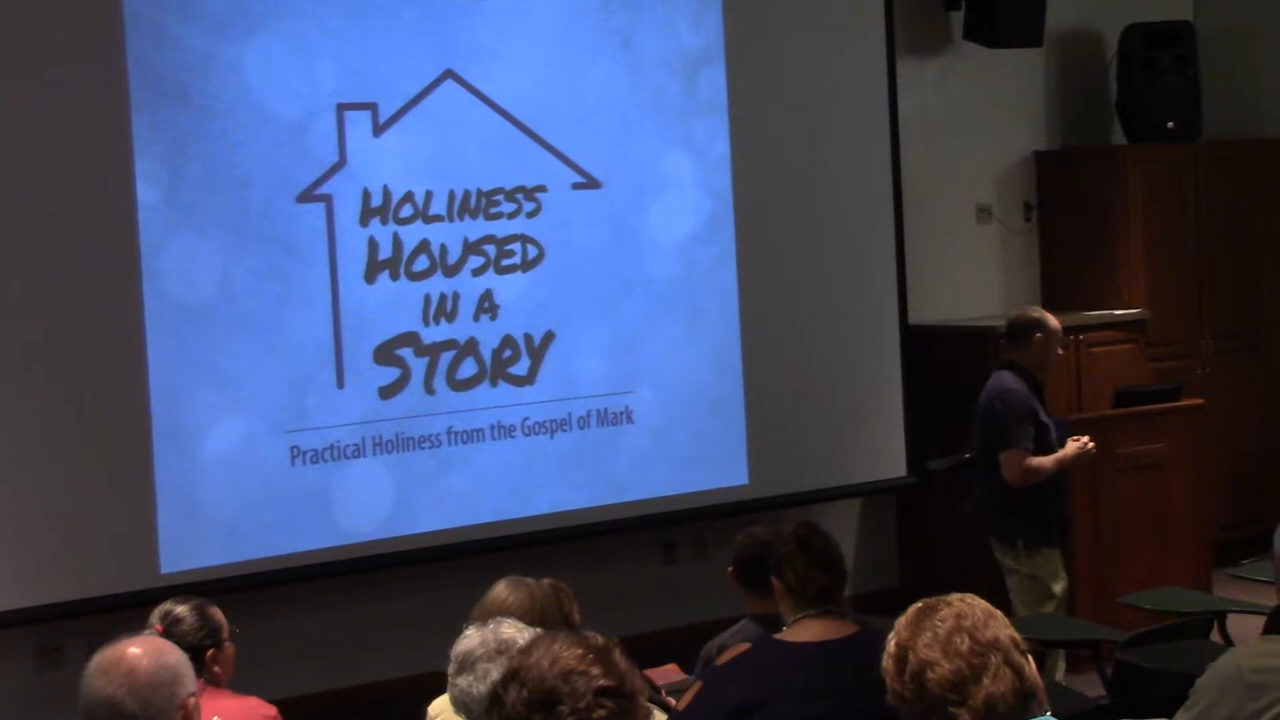 Holiness
Housed
in a
Story
Practical Holiness from the Gospel of Mark